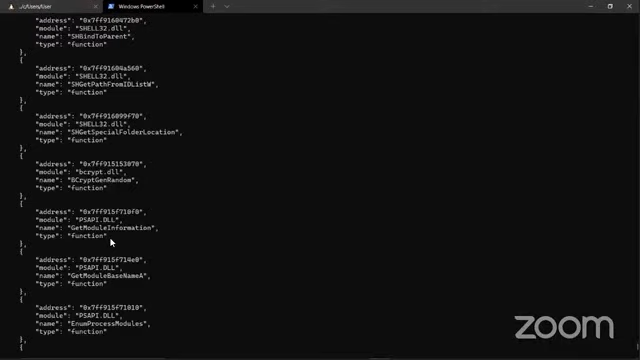 ../c/Users/User
Windows PowerShell
"address": "0x7ff9160472b0",
"module": "SHELL32.dll",
"name": "SHBindToParent",
"type": "function"
},
{
"address": "0x7ff91604a560",
"module": "SHELL32.dll",
"name": "SHGetPathFromIDListW",
"type": "function"
},
{
"address": "0x7ff916099f70",
"module": "SHELL32.dll",
"name": "SHGetSpecialFolderLocation",
"type": "function"
},
{
"address": "0x7ff915153070",
"module": "bcrypt.dll",
"name": "BCryptGenRandom",
"type": "function"
},
{
"address": "0x7ff915f710f0",
"module": "PSAPI.DLL",
"name": "GetModuleInformation",
"type": "function"
},
{
"address": "0x7ff915f714e0",
"module": "PSAPI.DLL",
"name": "GetModuleBaseNameA",
"type": "function"
},
{
"address": "0x7ff915f71010",
"module": "PSAPI.DLL",
"name": "EnumProcessModules",
"type": "function"
},
{
zoom